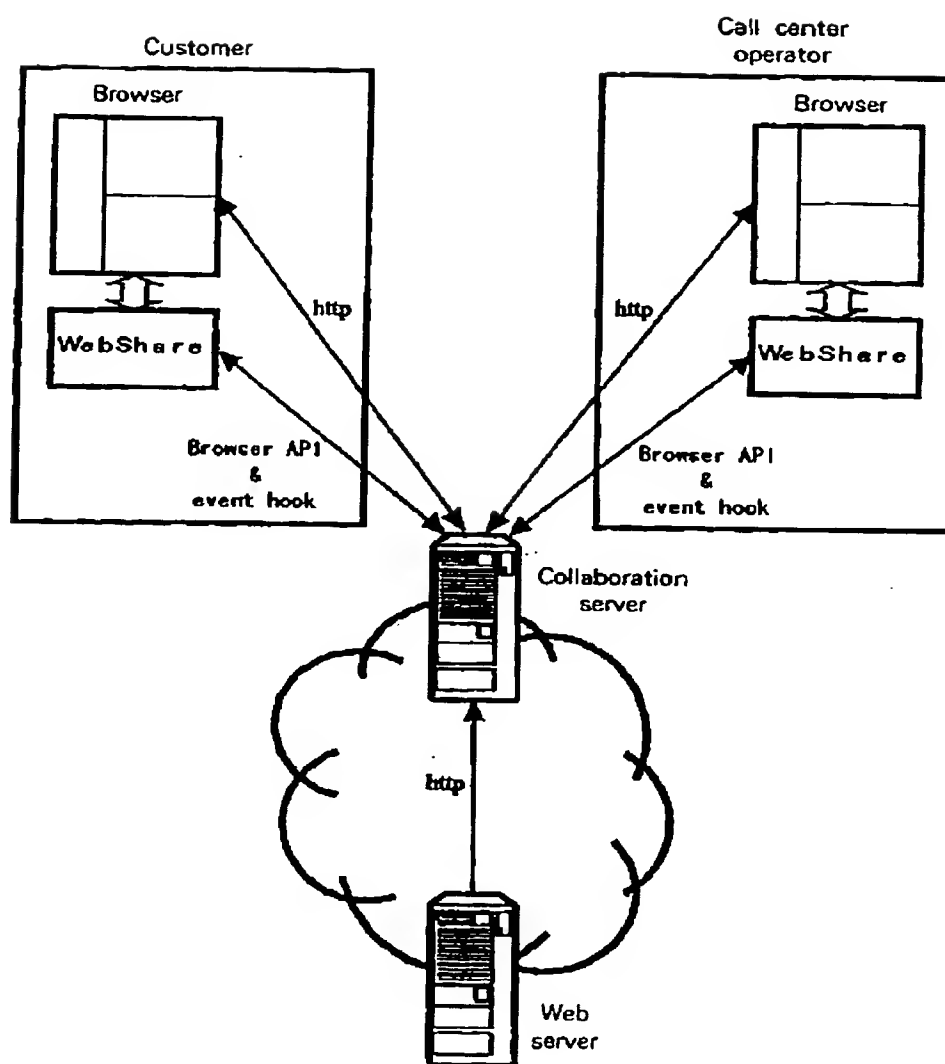 Customer
Call center
operator
Browser
Browser
http
http
WebShare
WebShare
Browser API
&
event hook
Browser API
&
event hook
Collaboration
server
http
Web
server